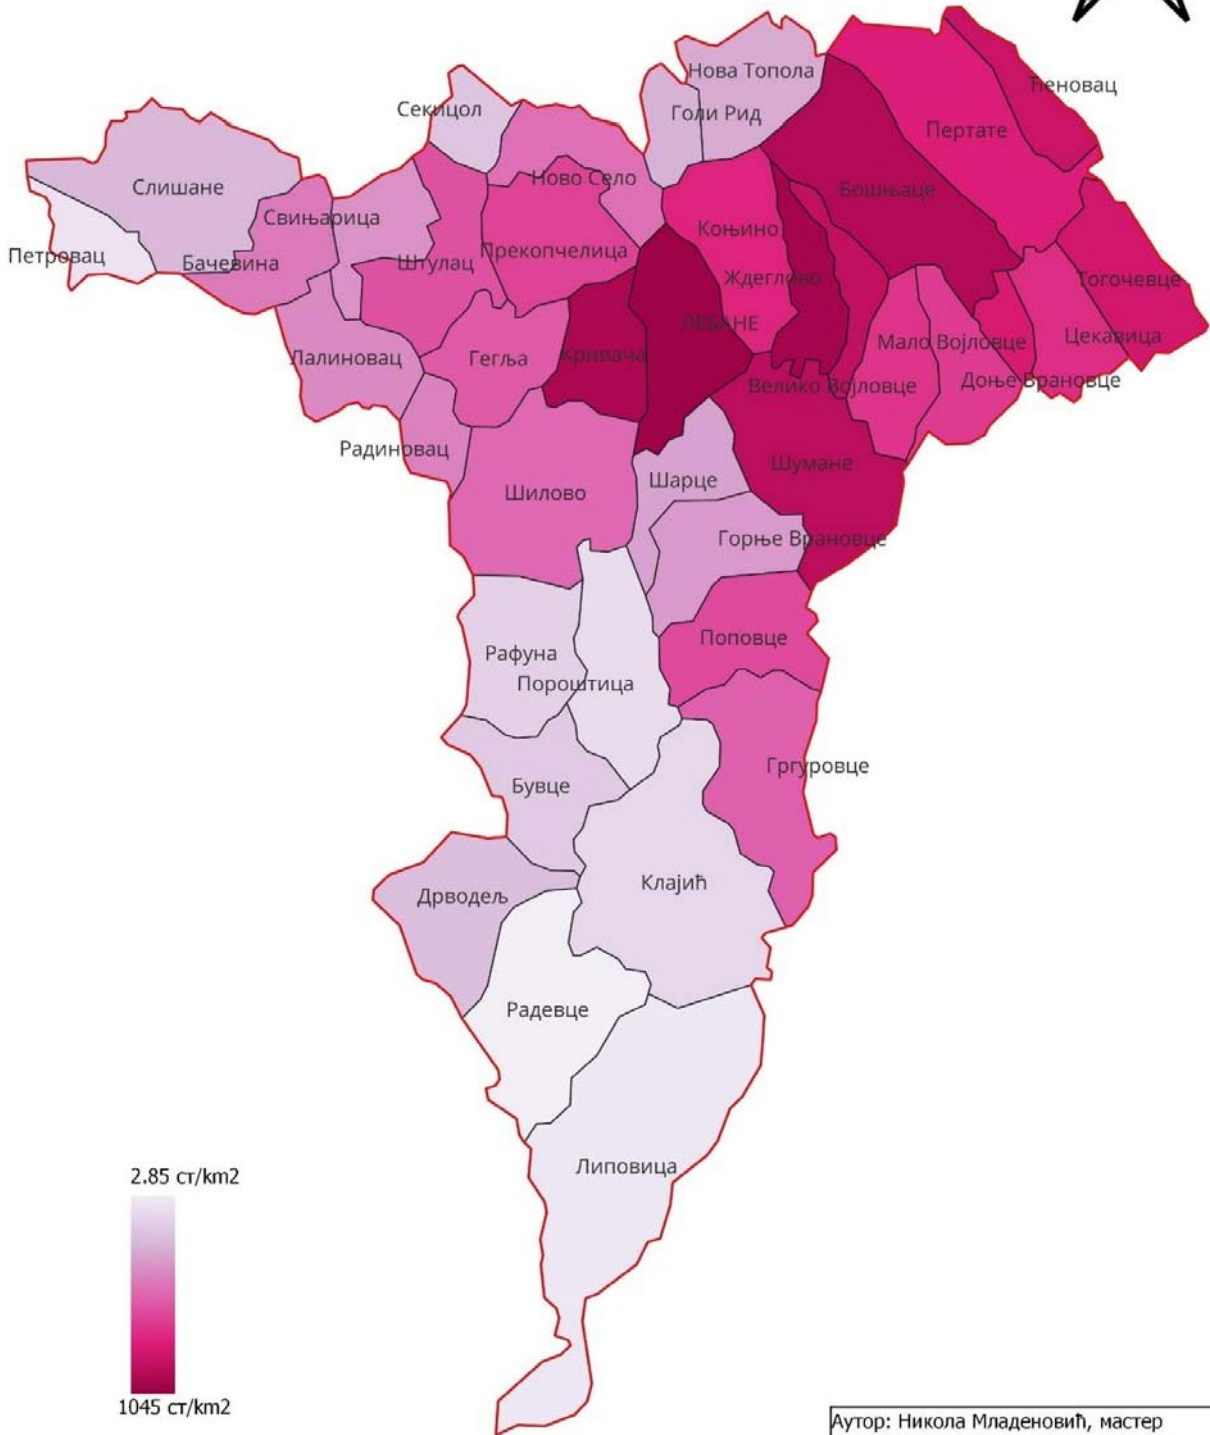 Нова Топола
Ћеновац
Секицол
Голи Рид
Пертате
Слишане
Ново Село
Бошњаце
Свињарица
Коњино
Петровац
Бачевина
Штулац
Прекопчелица
Ждеглово
Тогочевце
ЛЕБАНЕ
Цекавица
Лалиновац
Гегља
Кривача
Мало Војловце
Велико Војловце
Доње Врановце
Радиновац
Шумане
Шилово
Шарце
Горње Врановце
Поповце
Рафуна
Пороштица
Гргуровце
Бувце
Клајић
Дрводељ
Радевце
Липовица
2.85 ст/km2
1045 ст/km2
Аутор: Никола Младеновић, мастер